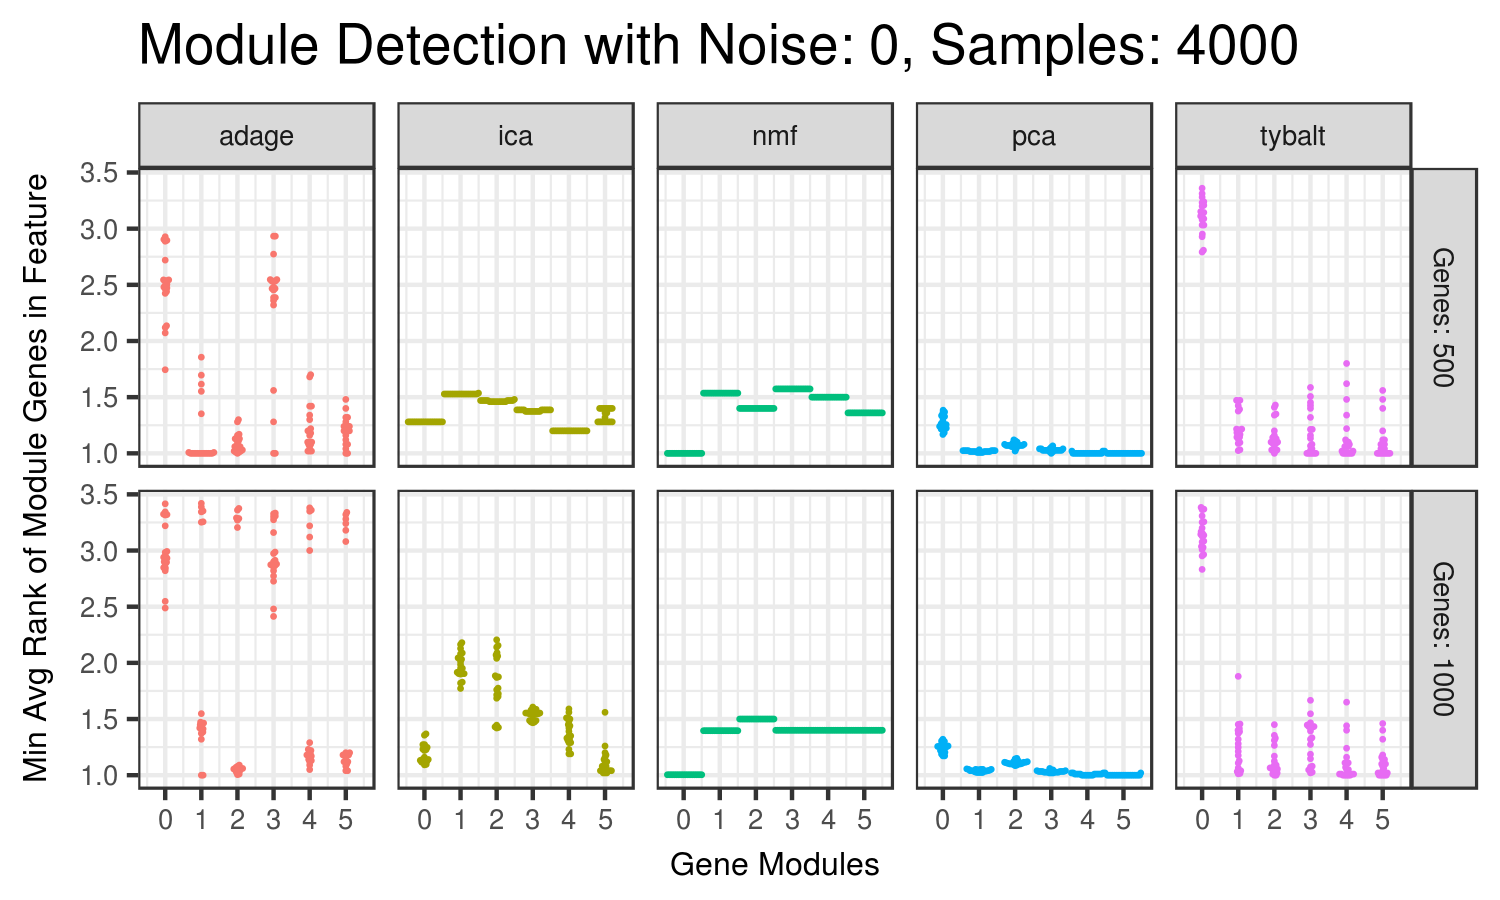 Module Detection with Noise: 0, Samples: 4000
adage ica nmf pca tybalt
Min Avg Rank of Module Genes in Feature
3.5
3.0
2.5
2.0
1.5
1.0
Genes: 500
3.5
3.0
2.5
2.0
1.5
1.0
Genes: 1000
0 1 2 3 4 5 0 1 2 3 4 5 0 1 2 3 4 5 0 1 2 3 4 5 0 1 2 3 4 5
Gene Modules